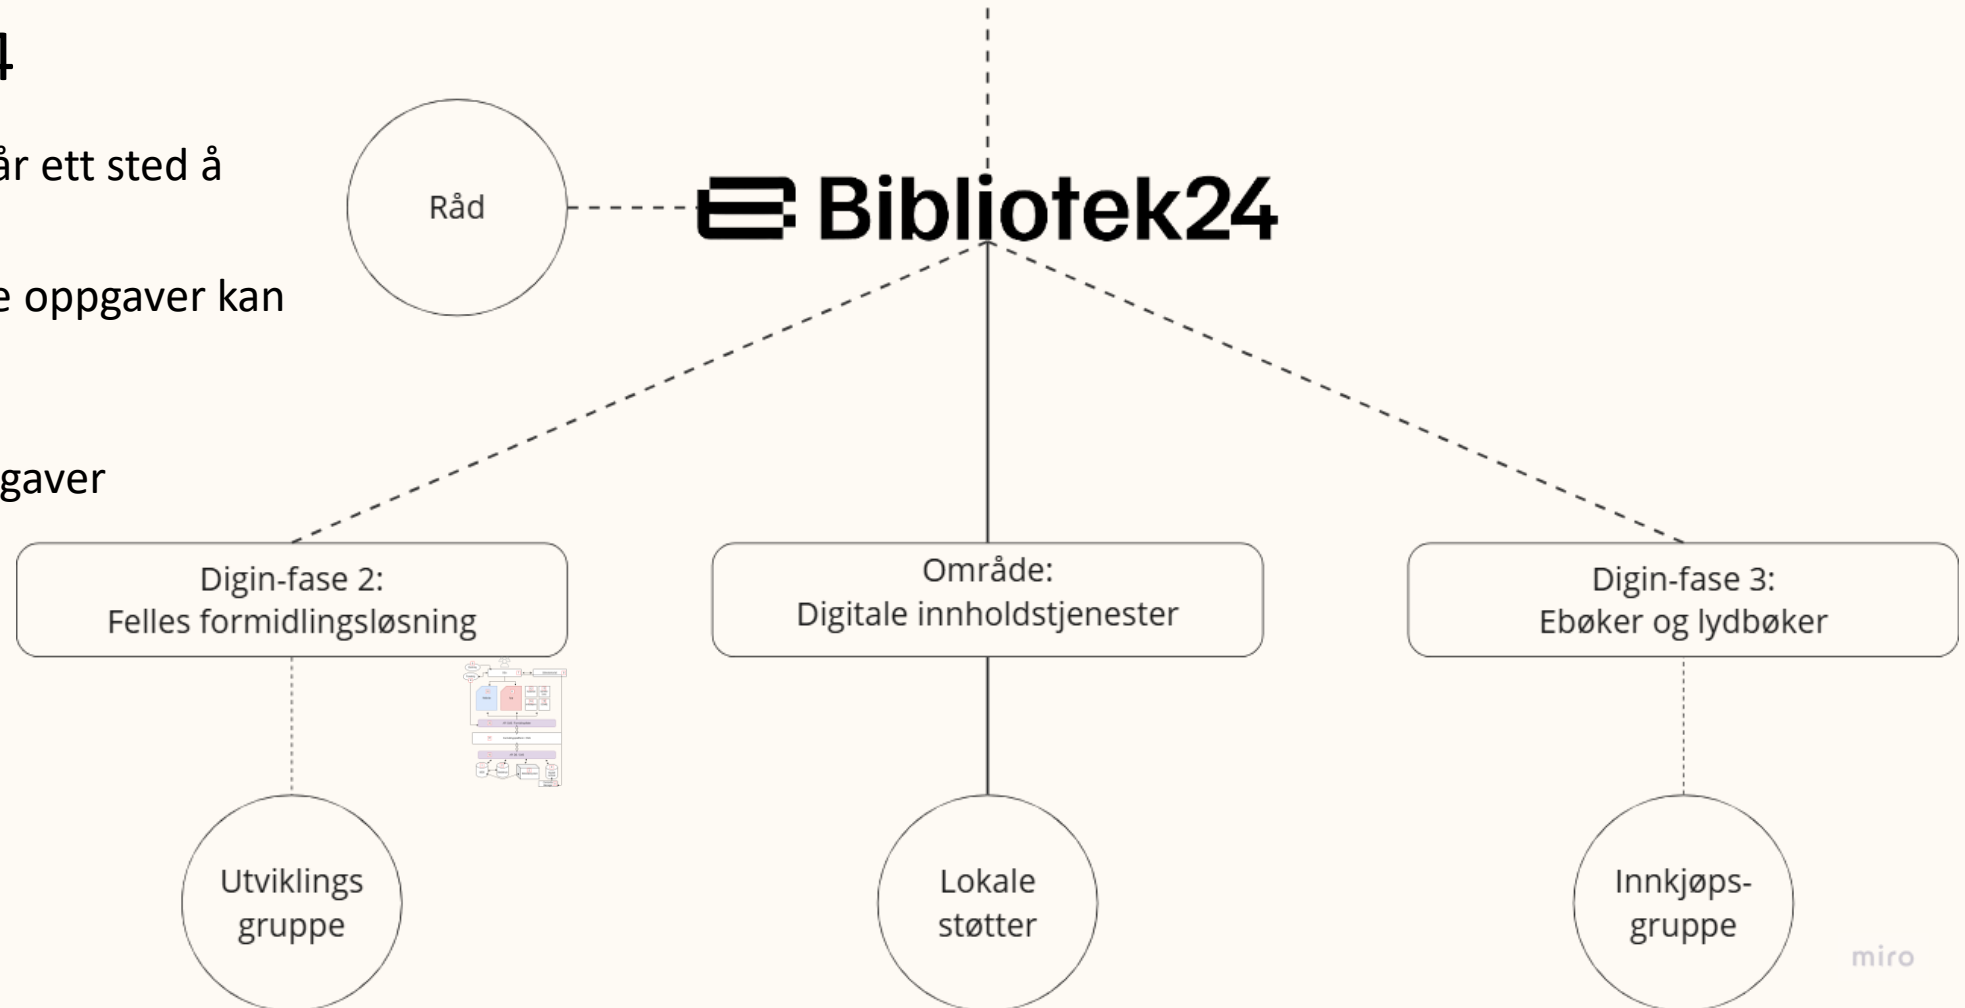 4
år ett sted å
e oppgaver kan
gaver
Råd
Bibliotek24
Digin-fase 2:
Felles formidlingsløsning
Område:
Digitale innholdstjenester
Digin-fase 3:
Ebøker og lydbøker
Utviklings
gruppe
Lokale
støtter
Innkjøps-
gruppe
miro